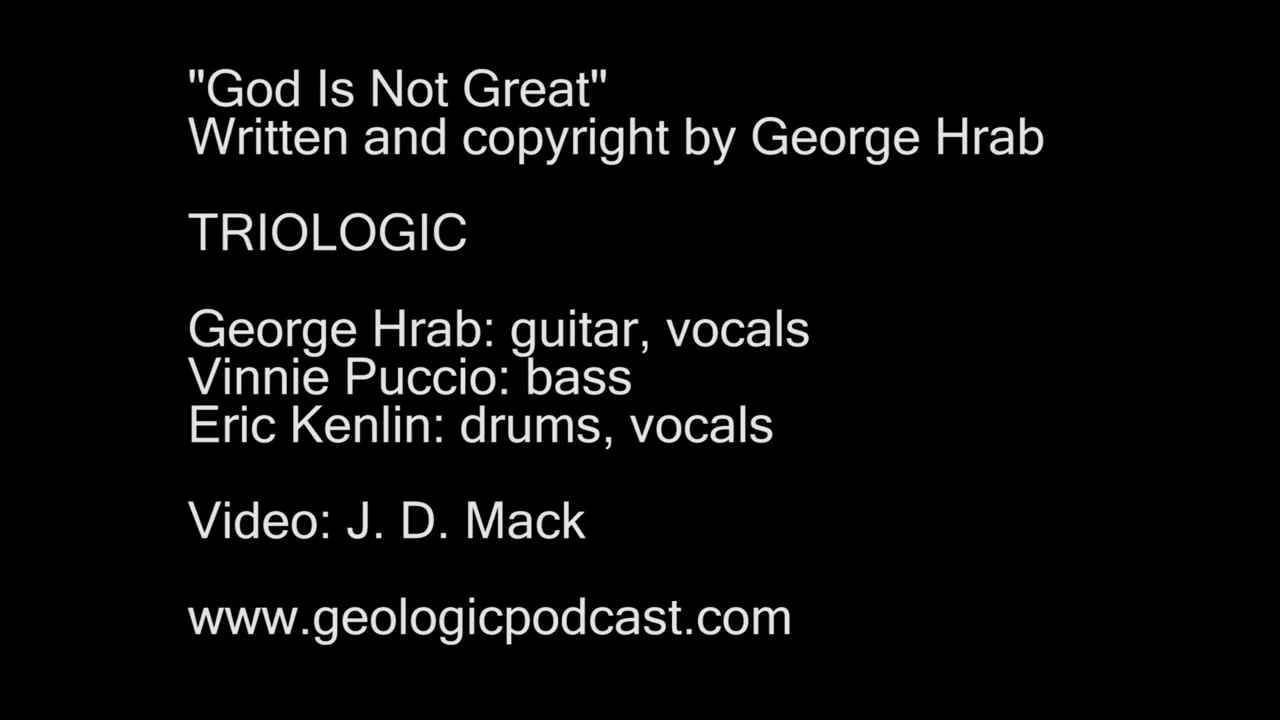 "God Is Not Great"
Written and copyright by George Hrab
TRIOLOGIC
George Hrab: guitar, vocals
Vinnie Puccio: bass
Eric Kenlin: drums, vocals
Video: J. D. Mack
www.geologicpodcast.com